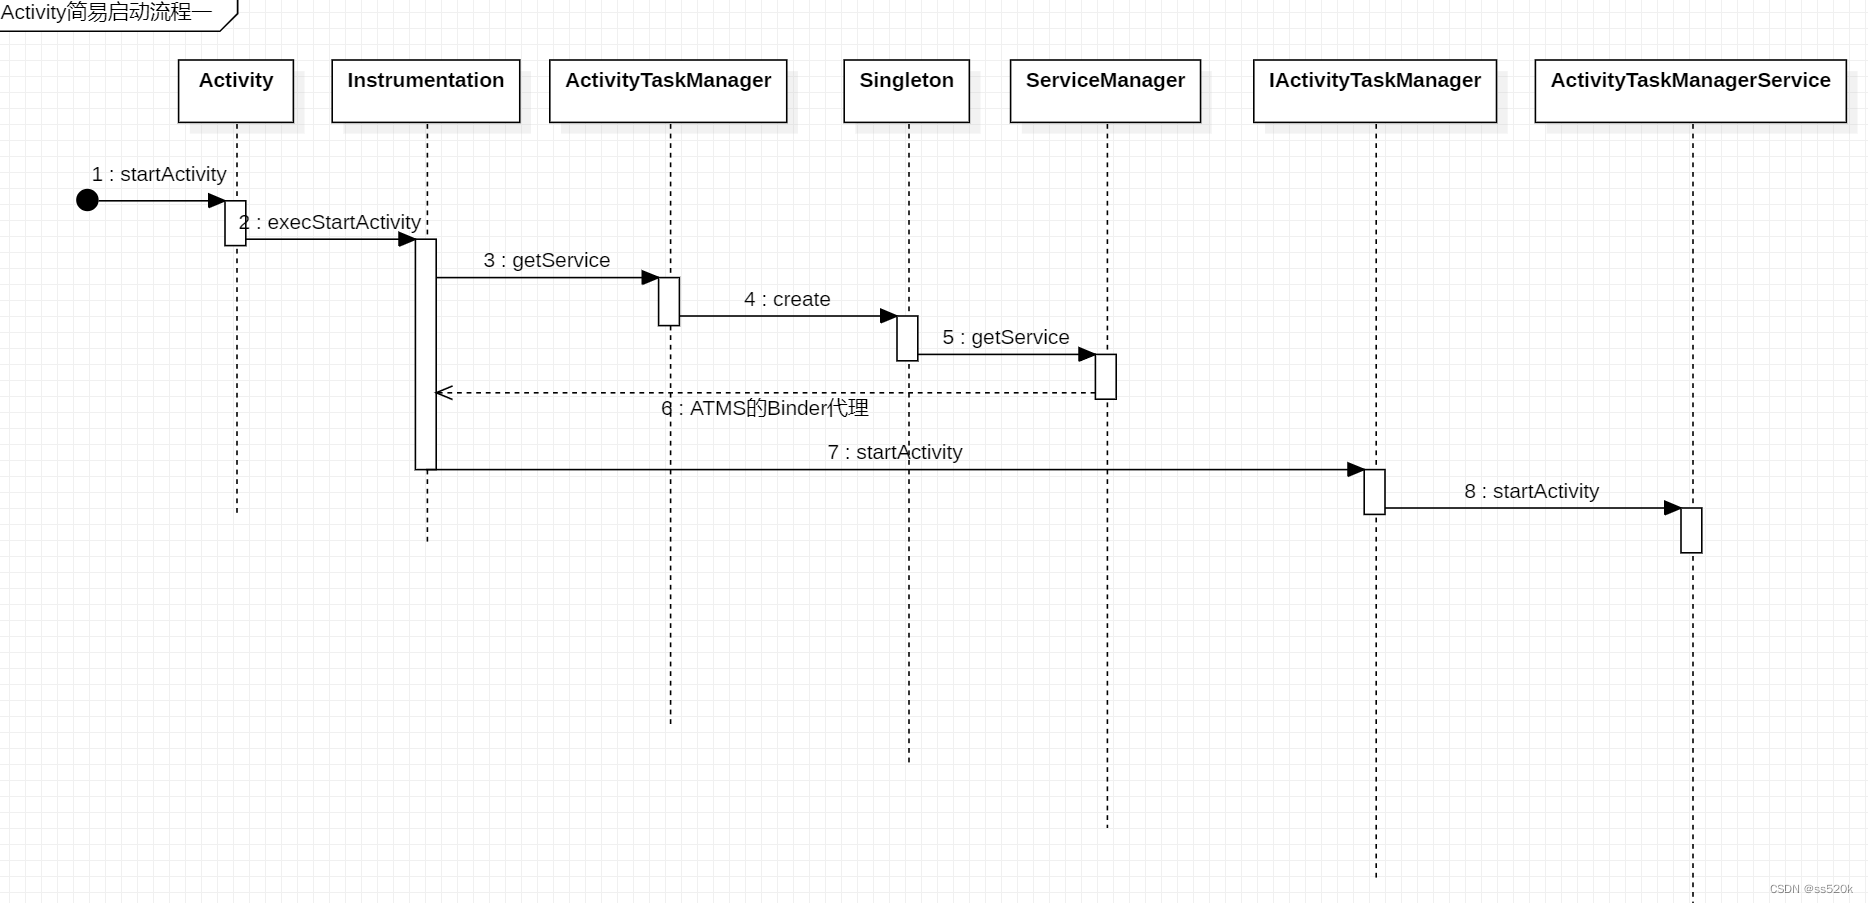 Activity简易启动流程一
Activity
Instrumentation
ActivityTaskManager
Singleton
ServiceManager
IActivityTaskManager
ActivityTaskManagerService
1 : startActivity
2 : execStartActivity
3 : getService
4 : create
5 : getService
6 : ATMS的Binder代理
7 : startActivity
8 : startActivity
CSDN @ss520k